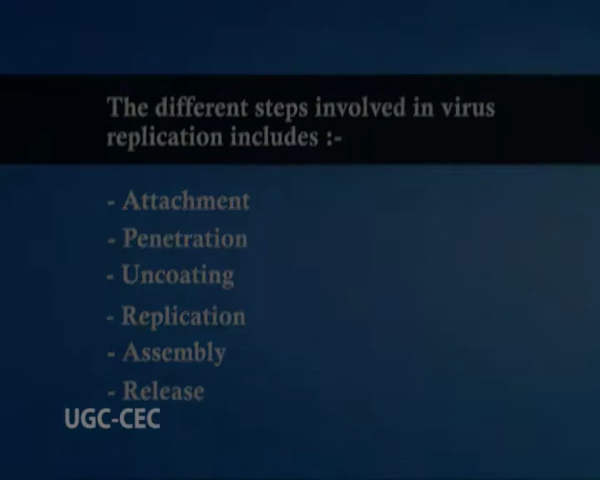 The different steps involved in virus
replication includes :-
- Attachment
- Penetration
- Uncoating
- Replication
- Assembly
- Release
UGC-CEC